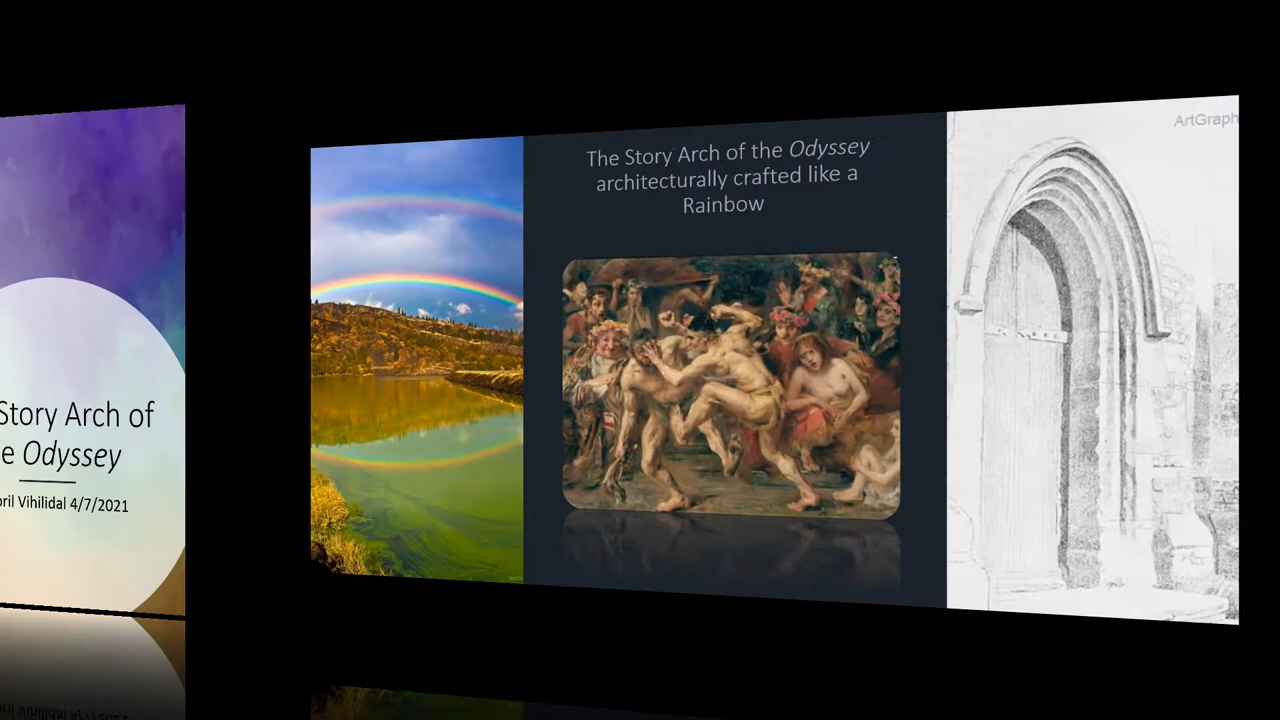 Story Arch of
e Odyssey
pril Vihilidal 4/7/2021
The Story Arch of the Odyssey
architecturally crafted like a
Rainbow
ArtGraph